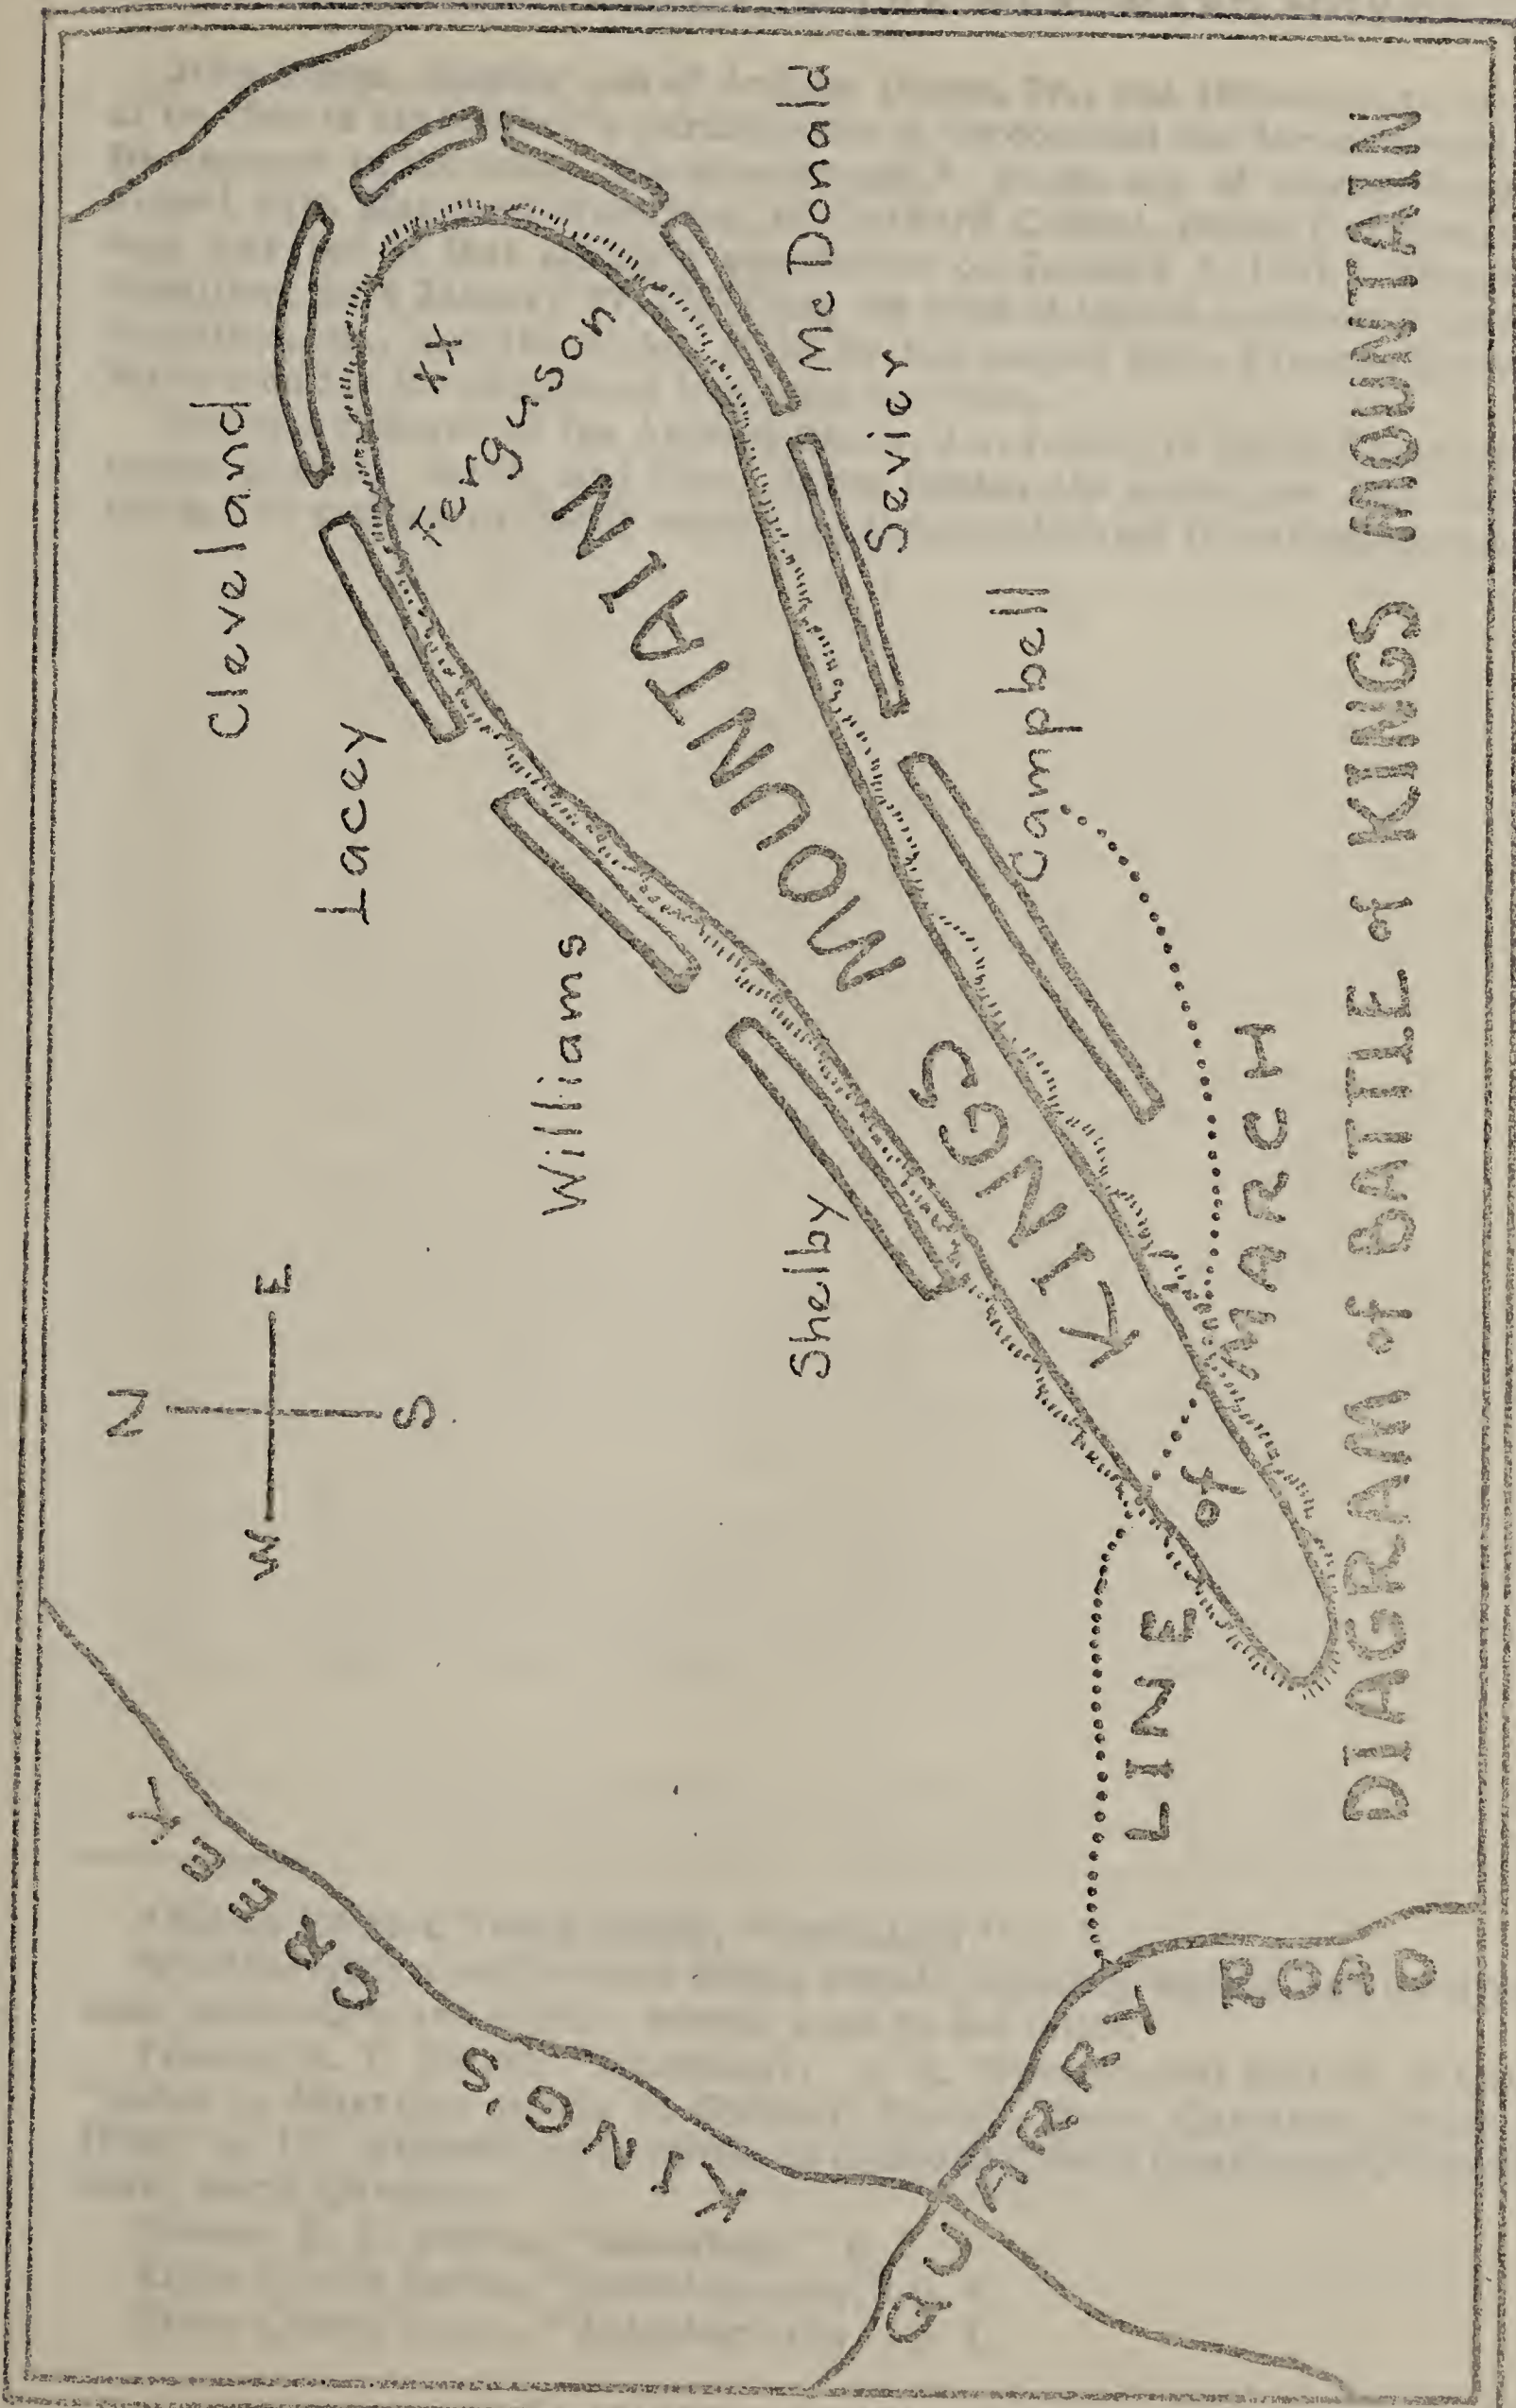 Cleveland
Lacey
Williams
Shelby
Ferguson
xx
KINGS MOUNTAIN
McDonald
Sevier
Campbell
N
W E
S
KING'S CREEK
LINE MARCH
QUARRY ROAD
DIAGRAM of BATTLE of KINGS MOUNTAIN